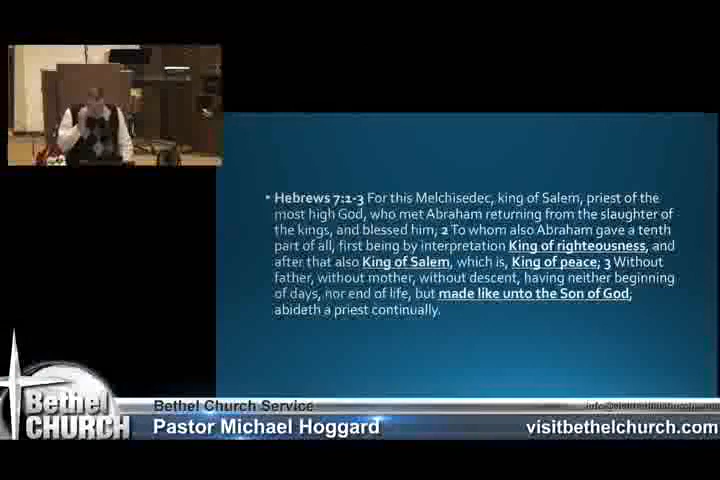 • Hebrews 7:1-3 For this Melchisedec, king of Salem, priest of the
most high God, who met Abraham returning from the slaughter of
the kings, and blessed him; 2 To whom also Abraham gave a tenth
part of all, first being by interpretation King of righteousness, and
after that also King of Salem, which is, King of peace; 3 Without
father, without mother, without descent, having neither beginning
of days, nor end of life, but made like unto the Son of God;
abideth a priest continually.
Bethel
CHURCH
Bethel Church Service
Pastor Michael Hoggard
visitbethelchurch.com